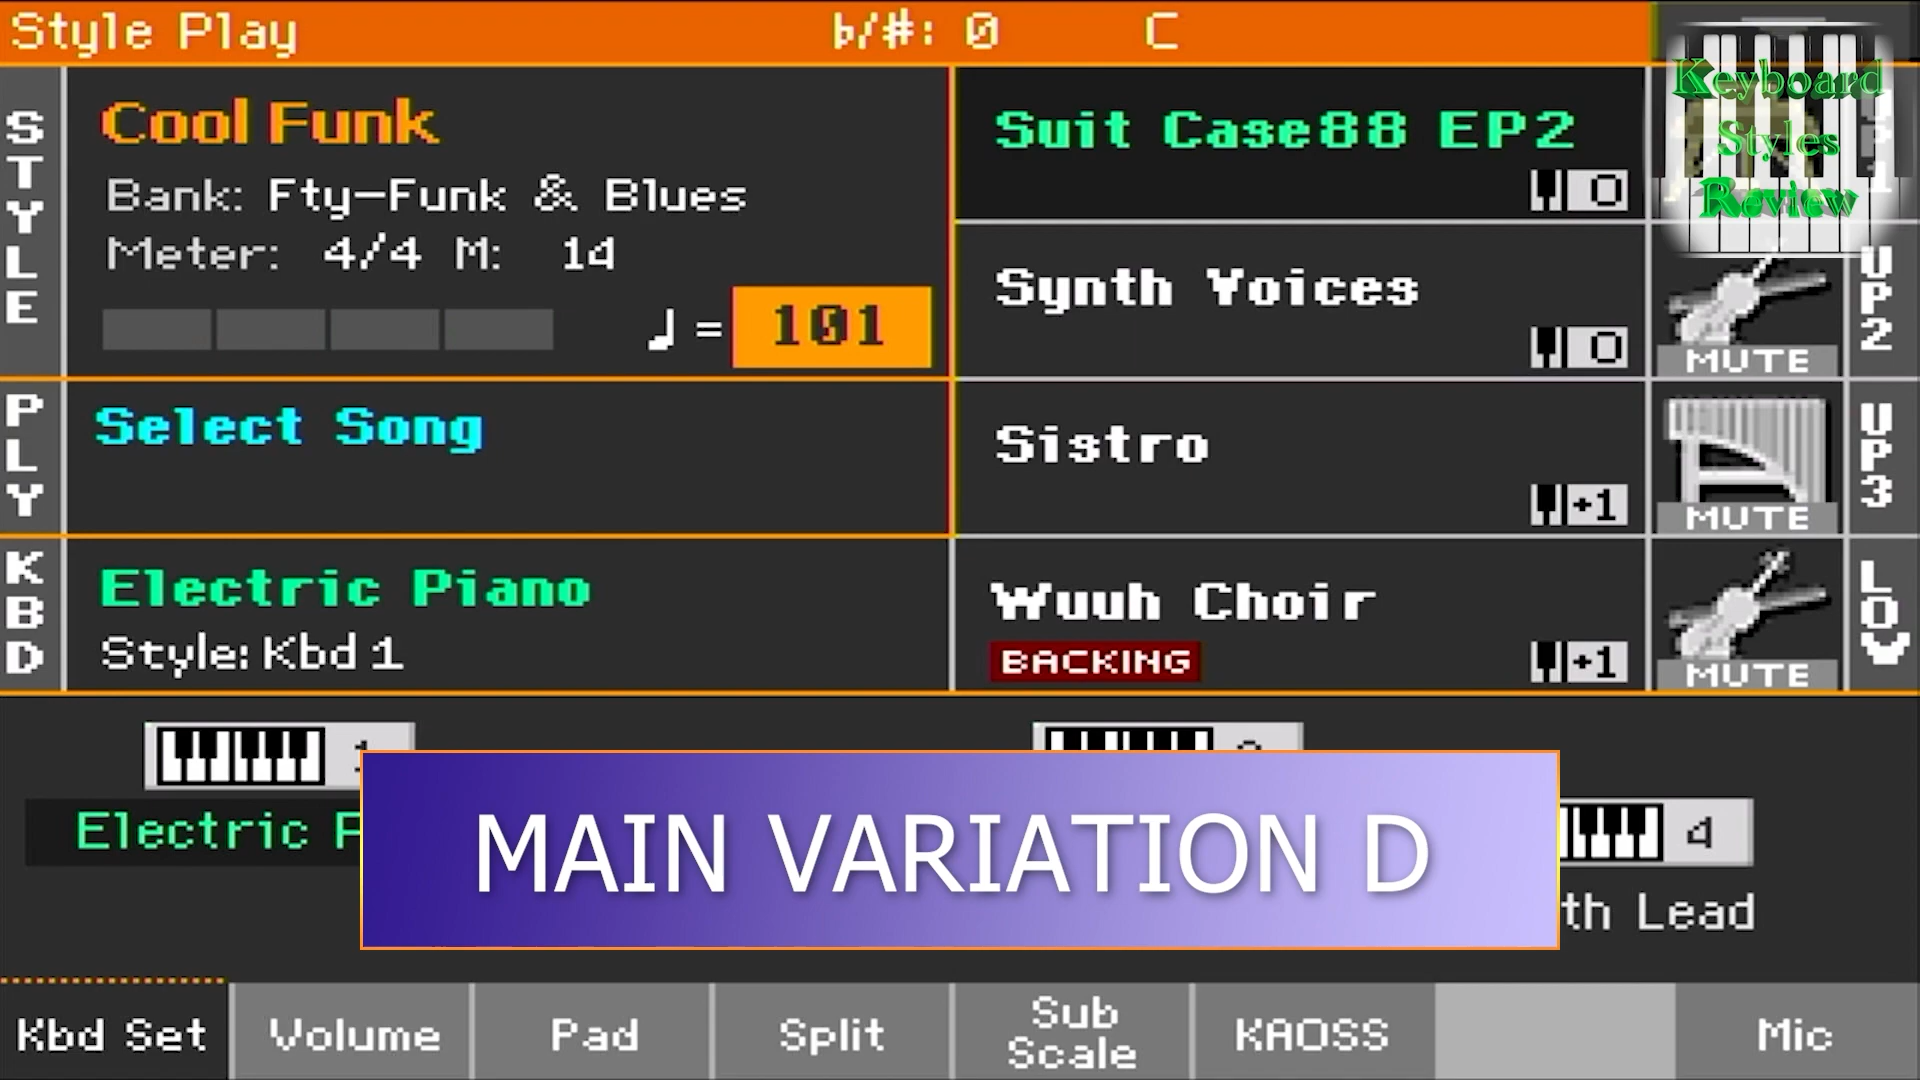 Style Play
♭/#: 0
C
Keyboard
Styles
Review
STYLE
Cool Funk
Bank: Fty-Funk & Blues
Meter: 4/4 M: 14
♩ = 101
Suit Case88 EP2
0
Synth Voices
0
MUTE
UP2
PLY
Select Song
Sistro
+1
MUTE
UP3
KBD
Electric Piano
Style: Kbd 1
Wuuh Choir
BACKING
+1
MUTE
LOW
Electric
4
Lead
MAIN VARIATION D
Kbd Set
Volume
Pad
Split
Sub
Scale
KAOSS
Mic